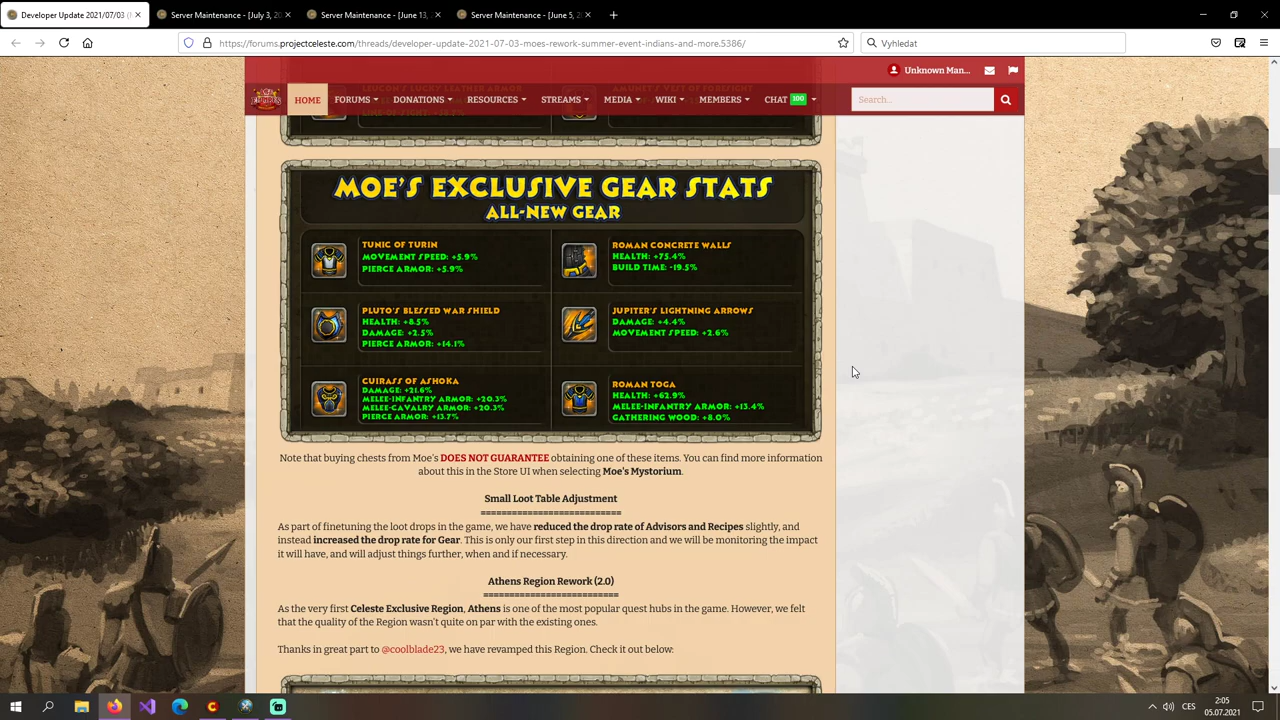 Developer Update 2021/07/03 (
Server Maintenance - [July 3, 20
Server Maintenance - [June 13,
Server Maintenance - [June 5, 2
https://forums.projectceleste.com/threads/developer-update-2021-07-03-moes-rework-summer-event-indians-and-more.5386/
Vyhledat
Unknown Man...
HOME
FORUMS
DONATIONS
RESOURCES
STREAMS
MEDIA
WIKI
MEMBERS
CHAT 100
Search...
MOE'S EXCLUSIVE GEAR STATS
ALL-NEW GEAR
TUNIC OF TURIN
MOVEMENT SPEED: +5.9%
PIERCE ARMOR: +5.9%
ROMAN CONCRETE WALLS
HEALTH: +75.4%
BUILD TIME: -19.5%
PLUTO'S BLESSED WAR SHIELD
HEALTH: +8.5%
DAMAGE: +2.5%
PIERCE ARMOR: +14.1%
JUPITER'S LIGHTNING ARROWS
DAMAGE: +4.4%
MOVEMENT SPEED: +2.6%
CUIRASS OF ASHOKA
DAMAGE: +21.6%
MELEE-INFANTRY ARMOR: +20.3%
MELEE-CAVALRY ARMOR: +20.3%
PIERCE ARMOR: +13.7%
ROMAN TOGA
HEALTH: +62.9%
MELEE-INFANTRY ARMOR: +13.4%
GATHERING WOOD: +8.0%
Note that buying chests from Moe's DOES NOT GUARANTEE obtaining one of these items. You can find more information
about this in the Store UI when selecting Moe's Mystorium.
Small Loot Table Adjustment
==========================
As part of finetuning the loot drops in the game, we have reduced the drop rate of Advisors and Recipes slightly, and
instead increased the drop rate for Gear. This is only our first step in this direction and we will be monitoring the impact
it will have, and will adjust things further, when and if necessary.
Athens Region Rework (2.0)
=========================
As the very first Celeste Exclusive Region, Athens is one of the most popular quest hubs in the game. However, we felt
that the quality of the Region wasn't quite on par with the existing ones.
Thanks in great part to @coolblade23, we have revamped this Region. Check it out below:
CES
2:05
05.07.2021